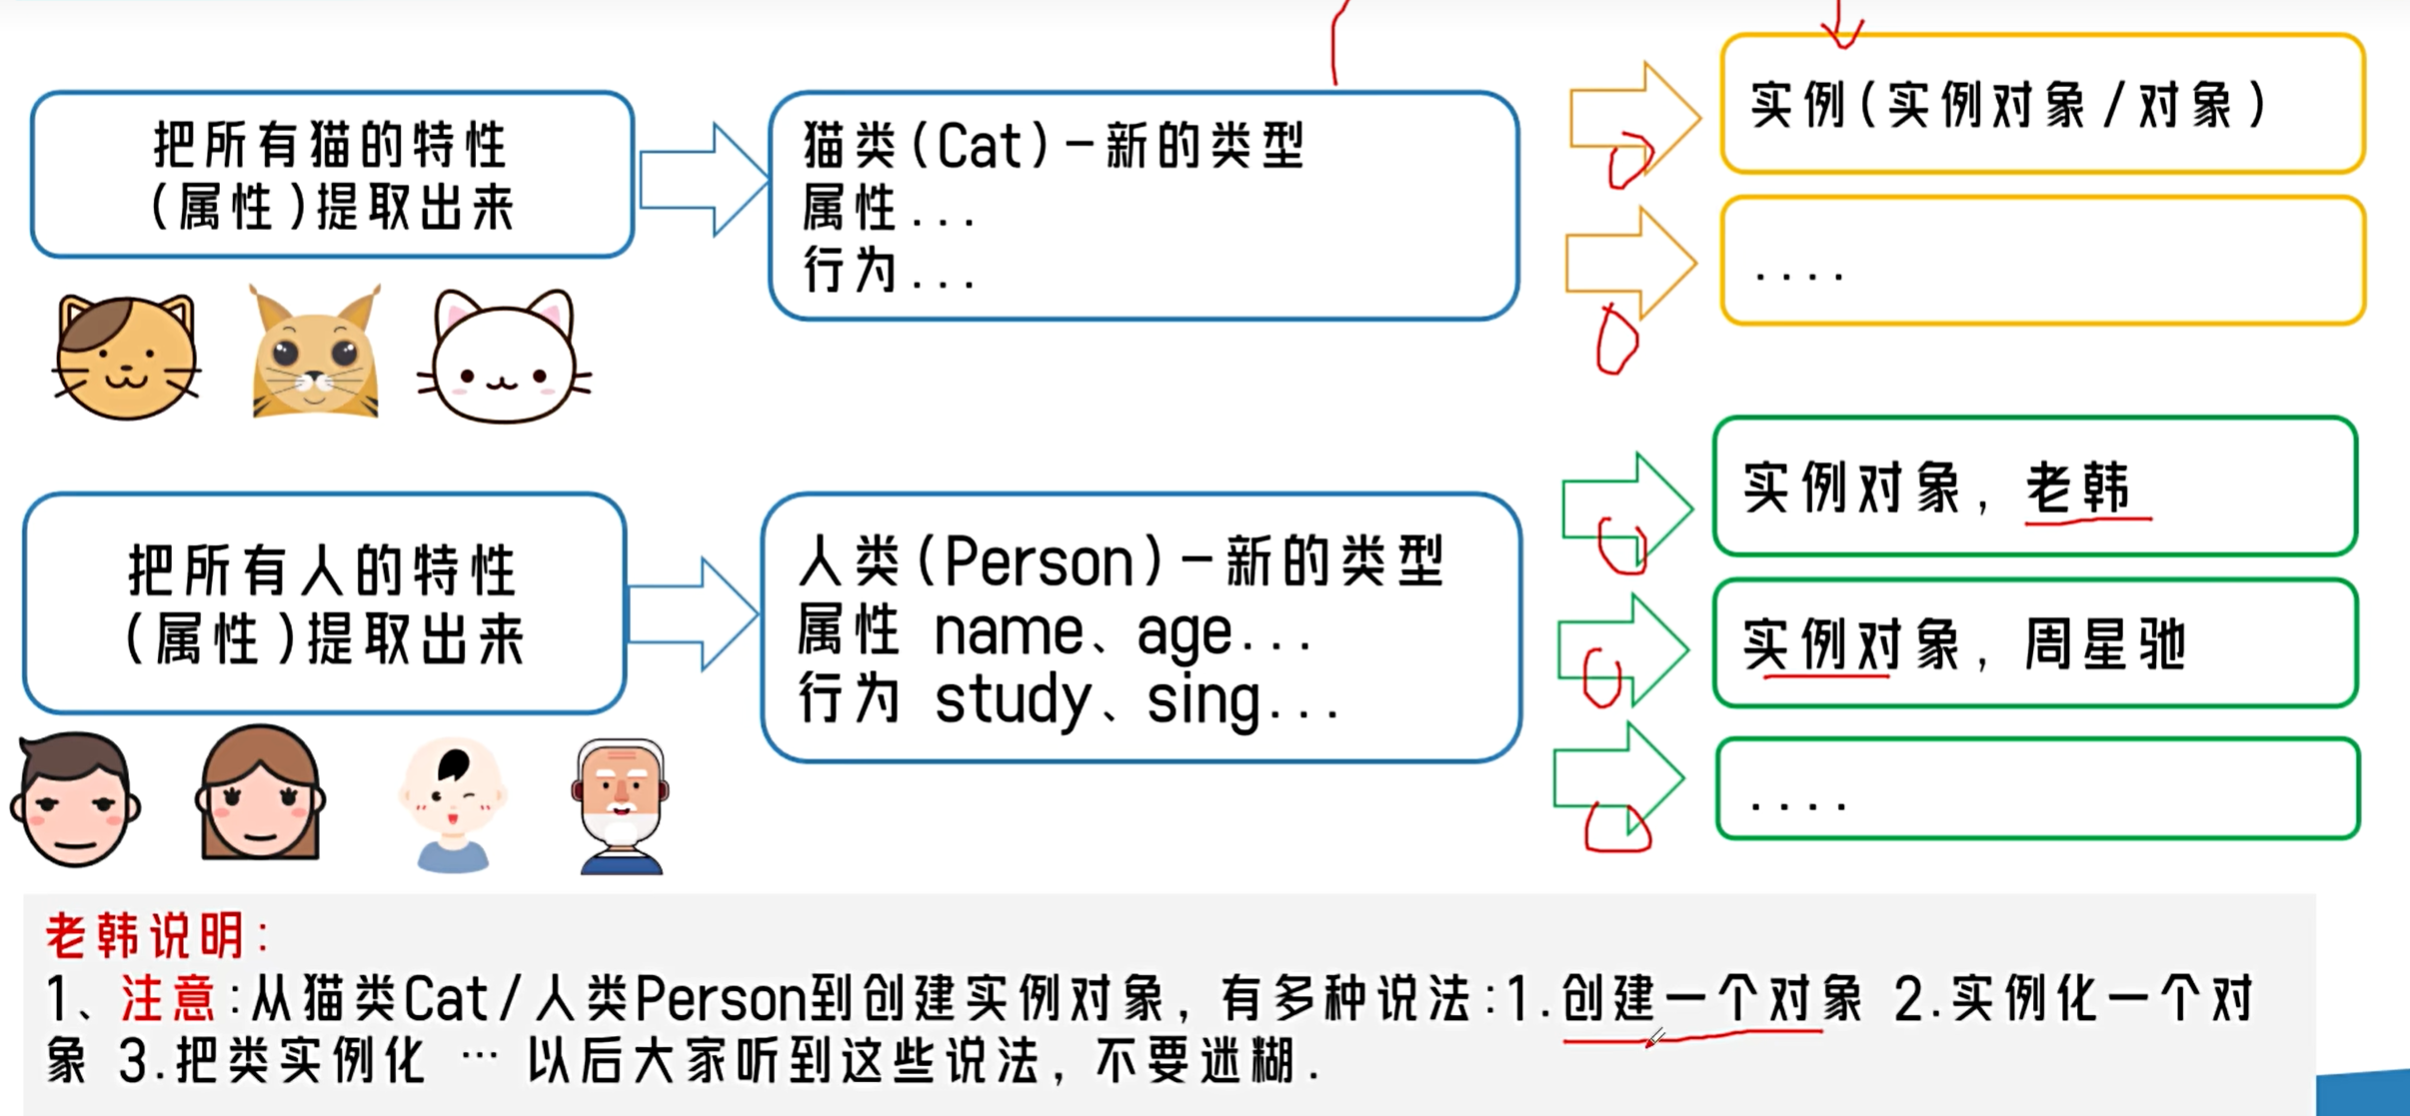 把所有猫的特性
(属性)提取出来
猫类(Cat)-新的类型
属性...
行为...
实例(实例对象/对象)
....
把所有人的特性
(属性)提取出来
人类(Person)-新的类型
属性 name、age...
行为 study、sing...
实例对象, 老韩
实例对象, 周星驰
....
老韩说明:
1、注意:从猫类Cat/人类Person到创建实例对象, 有多种说法:1.创建一个对象 2.实例化一个对
象 3.把类实例化 … 以后大家听到这些说法, 不要迷糊.